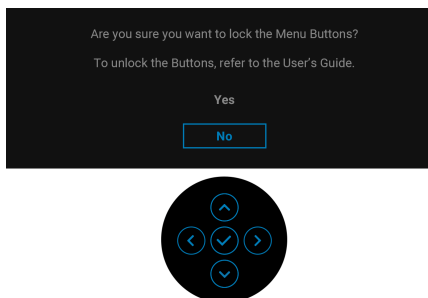 Are you sure you want to lock the Menu Buttons?
To unlock the Buttons, refer to the User's Guide.
Yes
No